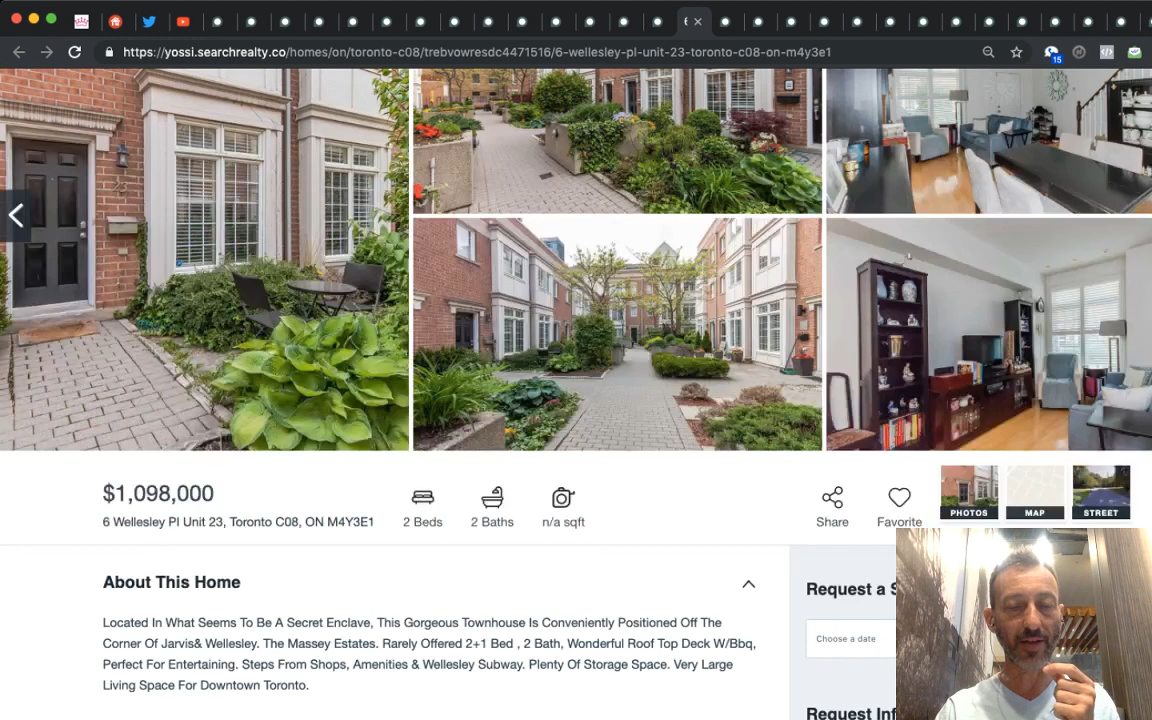 https://yossi.searchrealty.co/homes/on/toronto-c08/trebvowresdc4471516/6-wellesley-pl-unit-23-toronto-c08-on-m4y3e1
15
23
$1,098,000
6 Wellesley Pl Unit 23, Toronto C08, ON M4Y3E1
2 Beds
2 Baths
n/a sqft
Share
Favorite
PHOTOS
MAP
STREET
About This Home
Located In What Seems To Be A Secret Enclave, This Gorgeous Townhouse Is Conveniently Positioned Off The
Corner Of Jarvis& Wellesley. The Massey Estates. Rarely Offered 2+1 Bed , 2 Bath, Wonderful Roof Top Deck W/Bbq,
Perfect For Entertaining. Steps From Shops, Amenities & Wellesley Subway. Plenty Of Storage Space. Very Large
Living Space For Downtown Toronto.
Request a S
Choose a date
Request Inf